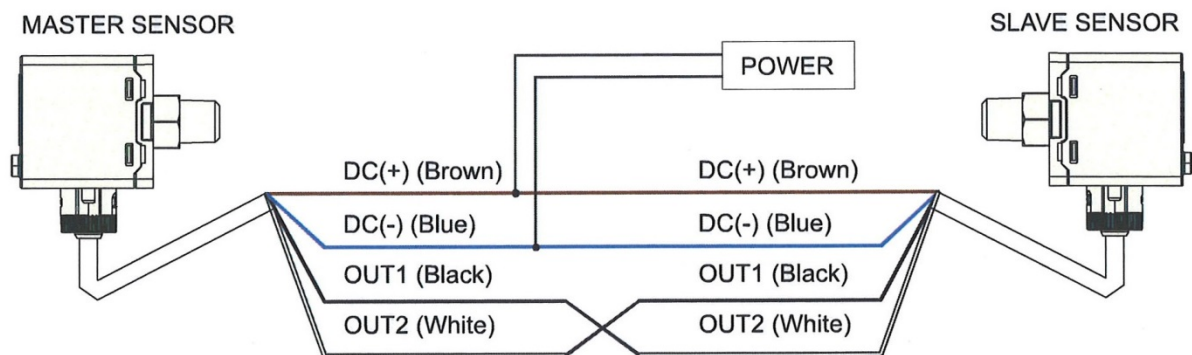 MASTER SENSOR
SLAVE SENSOR
POWER
DC(+) (Brown)
DC(+) (Brown)
DC(-) (Blue)
DC(-) (Blue)
OUT1 (Black)
OUT1 (Black)
OUT2 (White)
OUT2 (White)